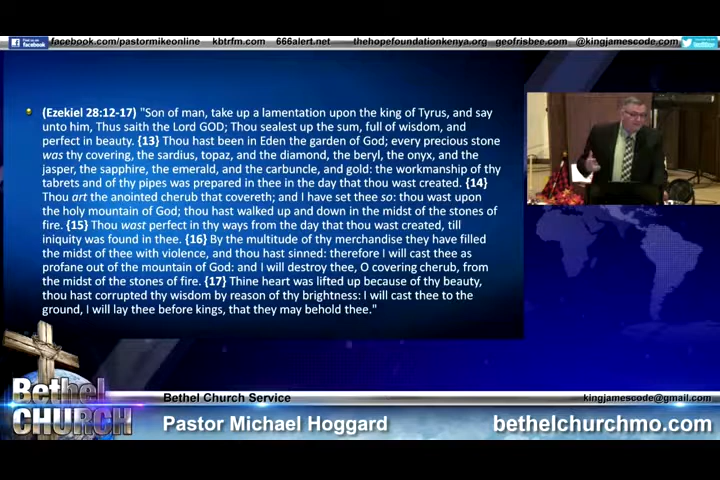 Find us on facebook facebook.com/pastormikeonline kbtrfm.com 666alert.net thehopefoundationkenya.org geofrisbee.com @kingjamescode.com twitter
(Ezekiel 28:12-17) "Son of man, take up a lamentation upon the king of Tyrus, and say
unto him, Thus saith the Lord GOD; Thou sealest up the sum, full of wisdom, and
perfect in beauty. {13} Thou hast been in Eden the garden of God; every precious stone
was thy covering, the sardius, topaz, and the diamond, the beryl, the onyx, and the
jasper, the sapphire, the emerald, and the carbuncle, and gold: the workmanship of thy
tabrets and of thy pipes was prepared in thee in the day that thou wast created. {14}
Thou art the anointed cherub that covereth; and I have set thee so: thou wast upon
the holy mountain of God; thou hast walked up and down in the midst of the stones of
fire. {15} Thou wast perfect in thy ways from the day that thou wast created, till
iniquity was found in thee. {16} By the multitude of thy merchandise they have filled
the midst of thee with violence, and thou hast sinned: therefore I will cast thee as
profane out of the mountain of God: and I will destroy thee, O covering cherub, from
the midst of the stones of fire. {17} Thine heart was lifted up because of thy beauty,
thou hast corrupted thy wisdom by reason of thy brightness: I will cast thee to the
ground, I will lay thee before kings, that they may behold thee."
Bethel
CHURCH
Bethel Church Service
kingjamescode@gmail.com
Pastor Michael Hoggard
bethelchurchmo.com